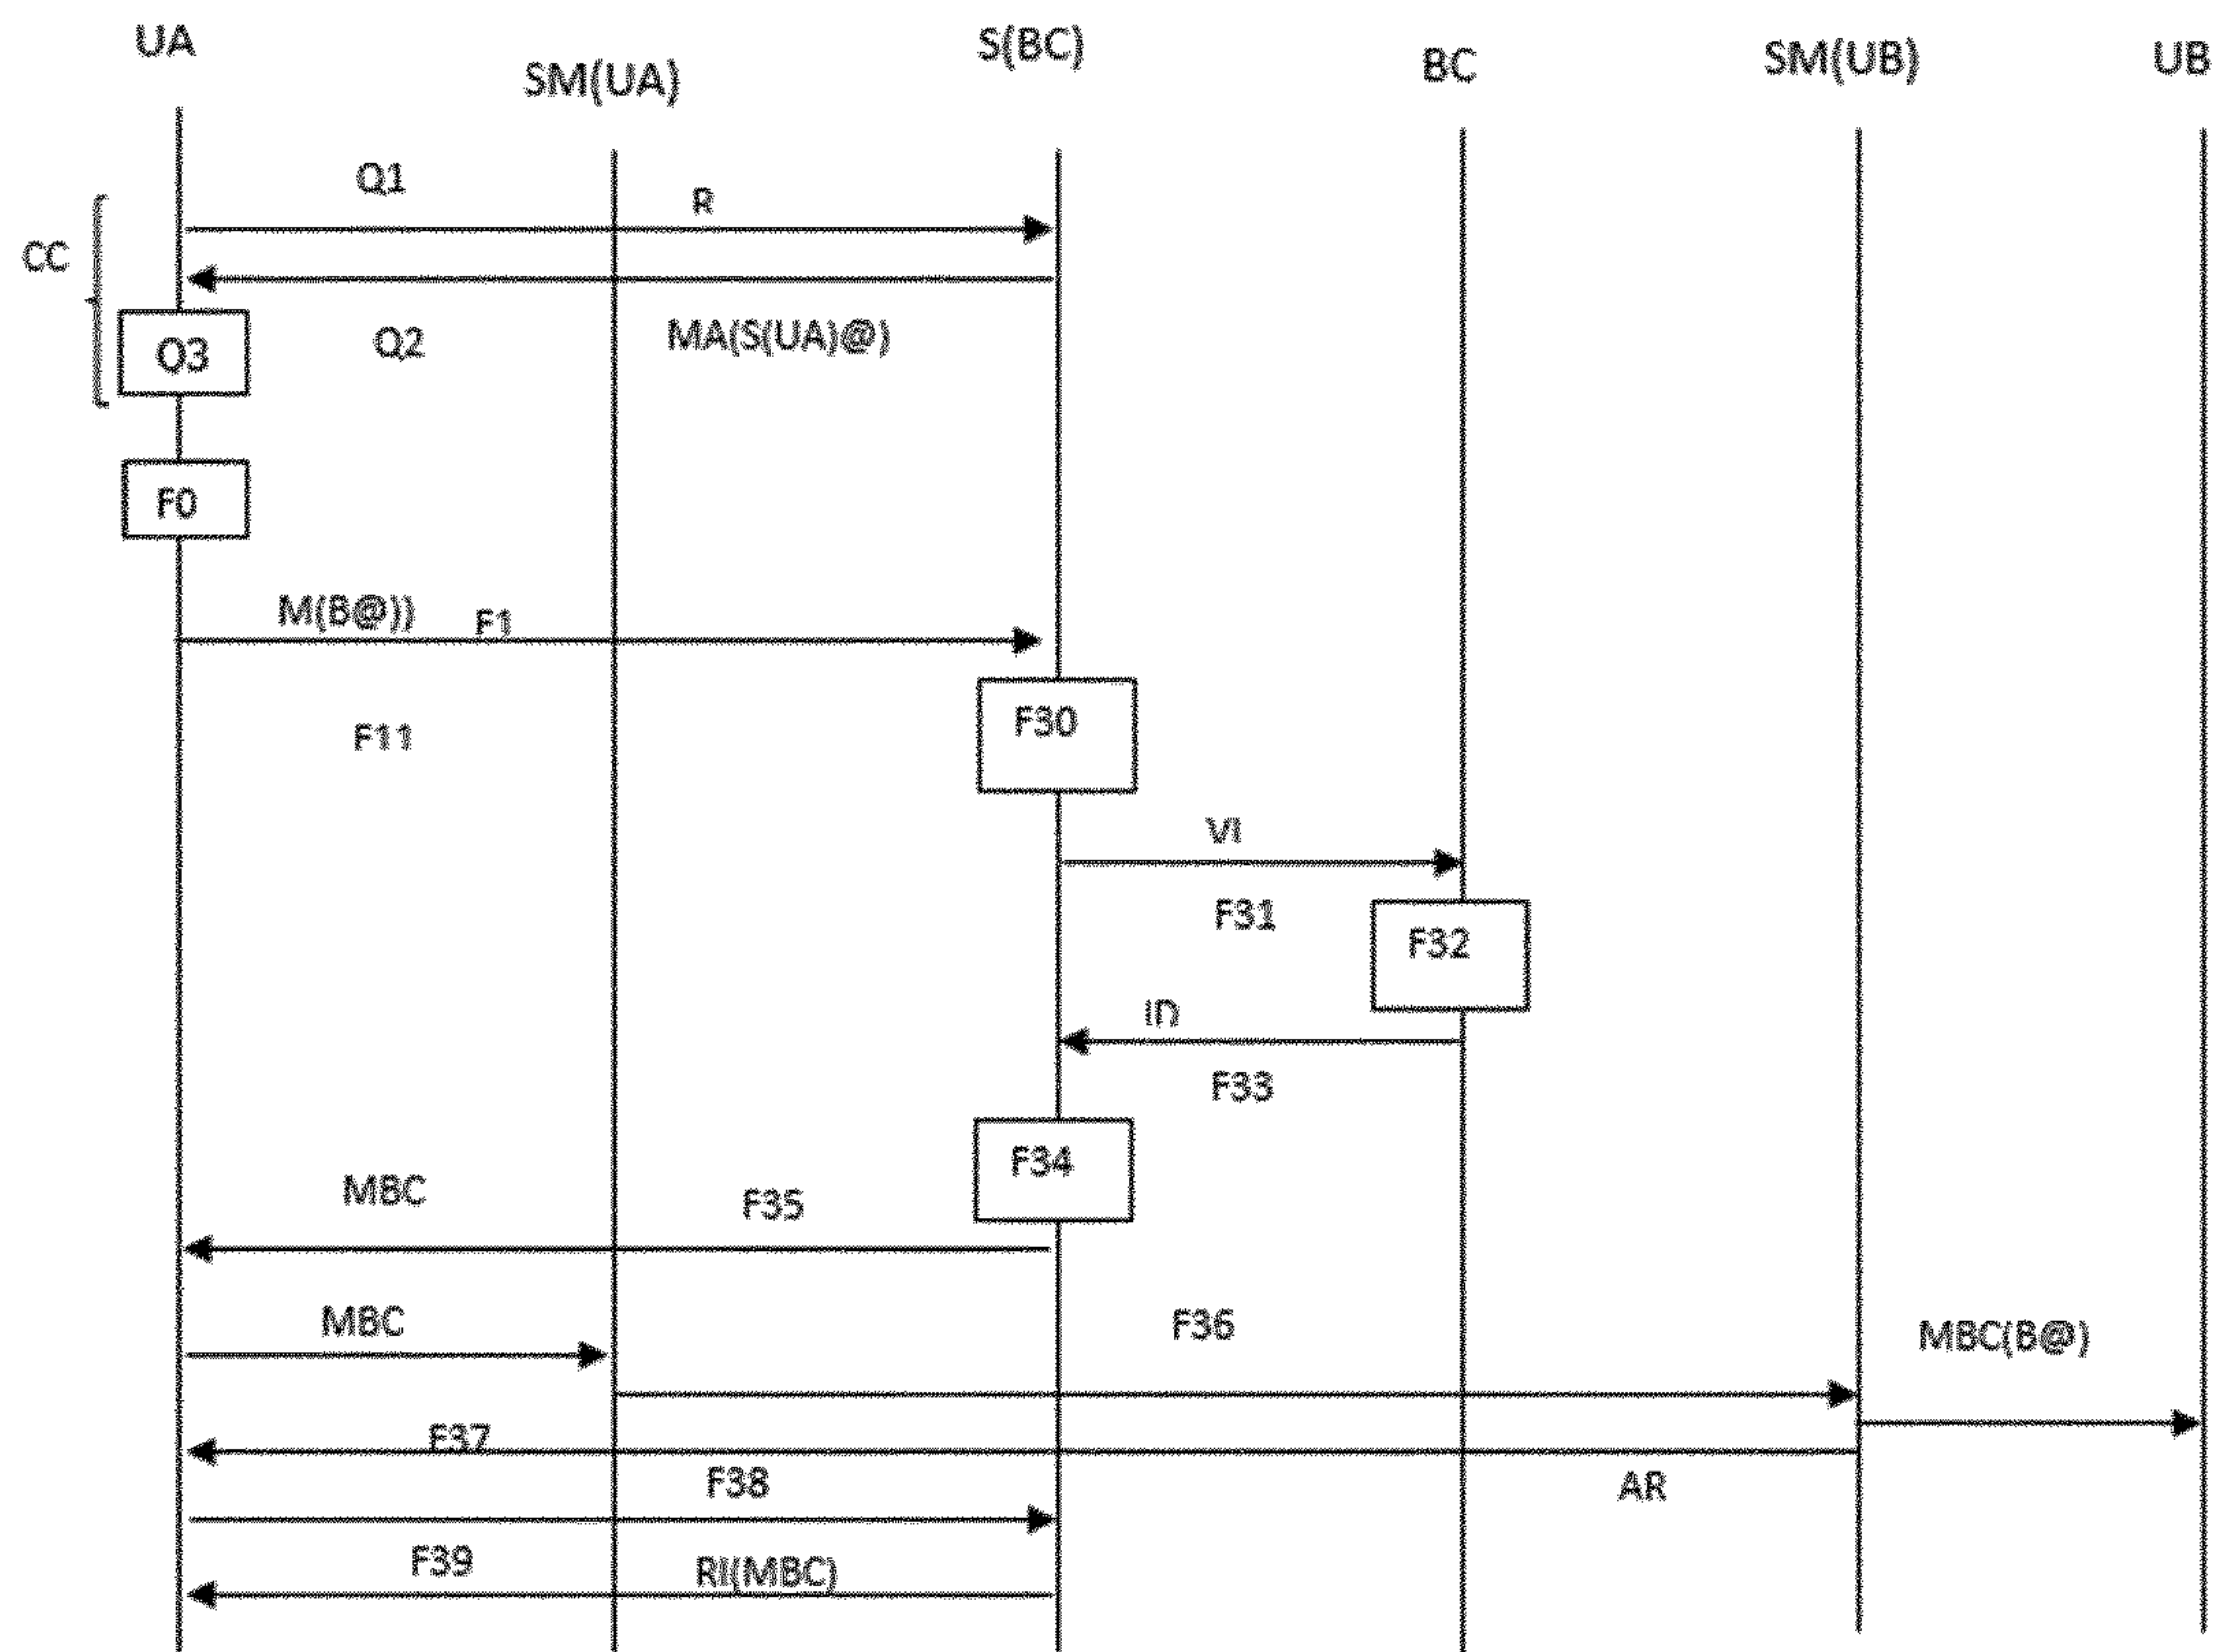 UA
SM(UA)
S(BC)
BC
SM(UB)
UB
Q1
R
CC
Q3
Q2
MA(S(UA)@)
F0
M(B@))
F1
F11
F30
VI
F31
F32
ID
F33
F34
MBC
F35
MBC
F36
MBC(B@)
F37
F38
AR
F39
RI(MBC)